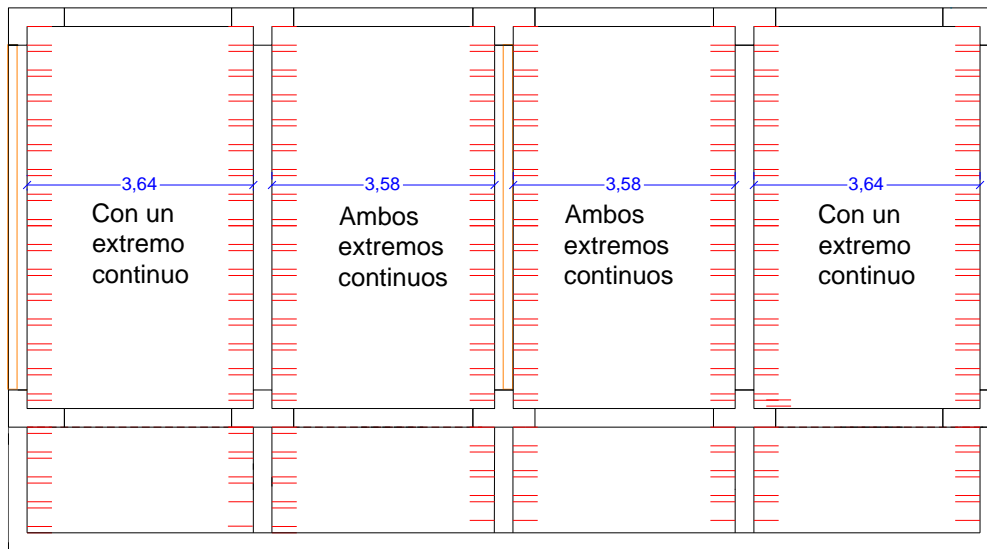 3,64
3,58
3,58
3,64
Con un
extremo
continuo
Ambos
extremos
continuos
Ambos
extremos
continuos
Con un
extremo
continuo